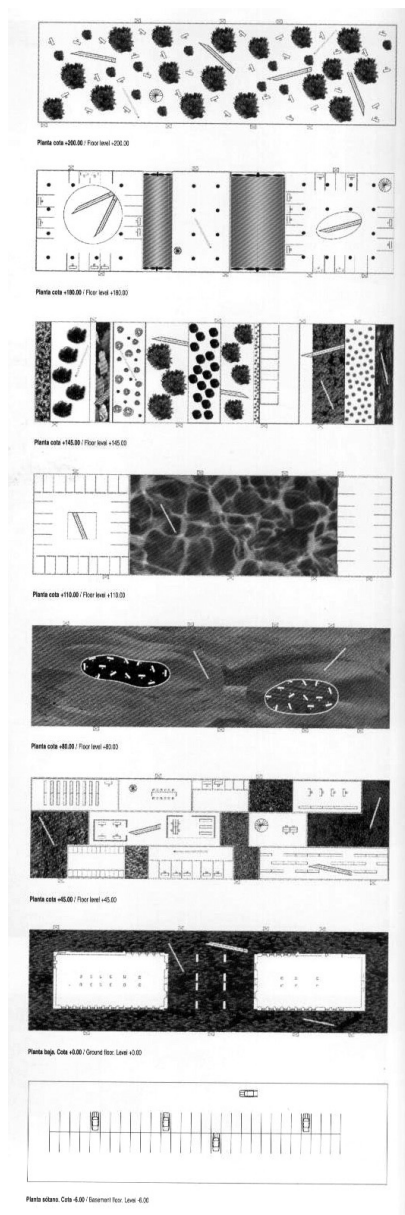 Planta cota +200.00 / Floor level +200.00
Planta cota +180.00 / Floor level +180.00
Planta cota +145.00 / Floor level +145.00
Planta cota +110.00 / Floor level +110.00
Planta cota +80.00 / Floor level +80.00
Planta cota +45.00 / Floor level +45.00
Planta baja. Cota +0.00 / Ground floor. Level +0.00
Planta sótano. Cota -6.00 / Basement floor. Level -6.00